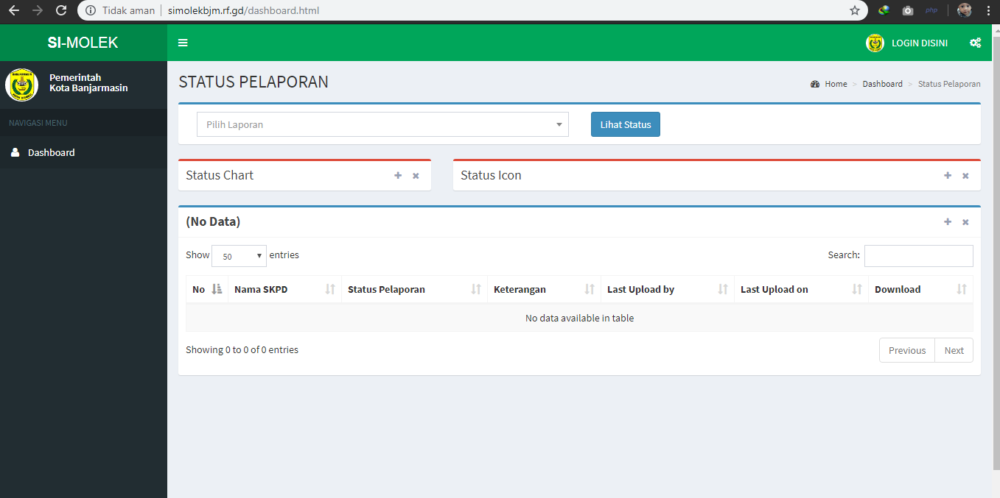 Tidak aman simolekbjm.rf.gd/dashboard.html
php
SI-MOLEK
LOGIN DISINI
Pemerintah
Kota Banjarmasin
NAVIGASI MENU
Dashboard
STATUS PELAPORAN
Home > Dashboard > Status Pelaporan
Pilih Laporan
Lihat Status
Status Chart
Status Icon
(No Data)
Show 50 entries
Search:
No Nama SKPD Status Pelaporan Keterangan Last Upload by Last Upload on Download
No data available in table
Showing 0 to 0 of 0 entries
Previous Next